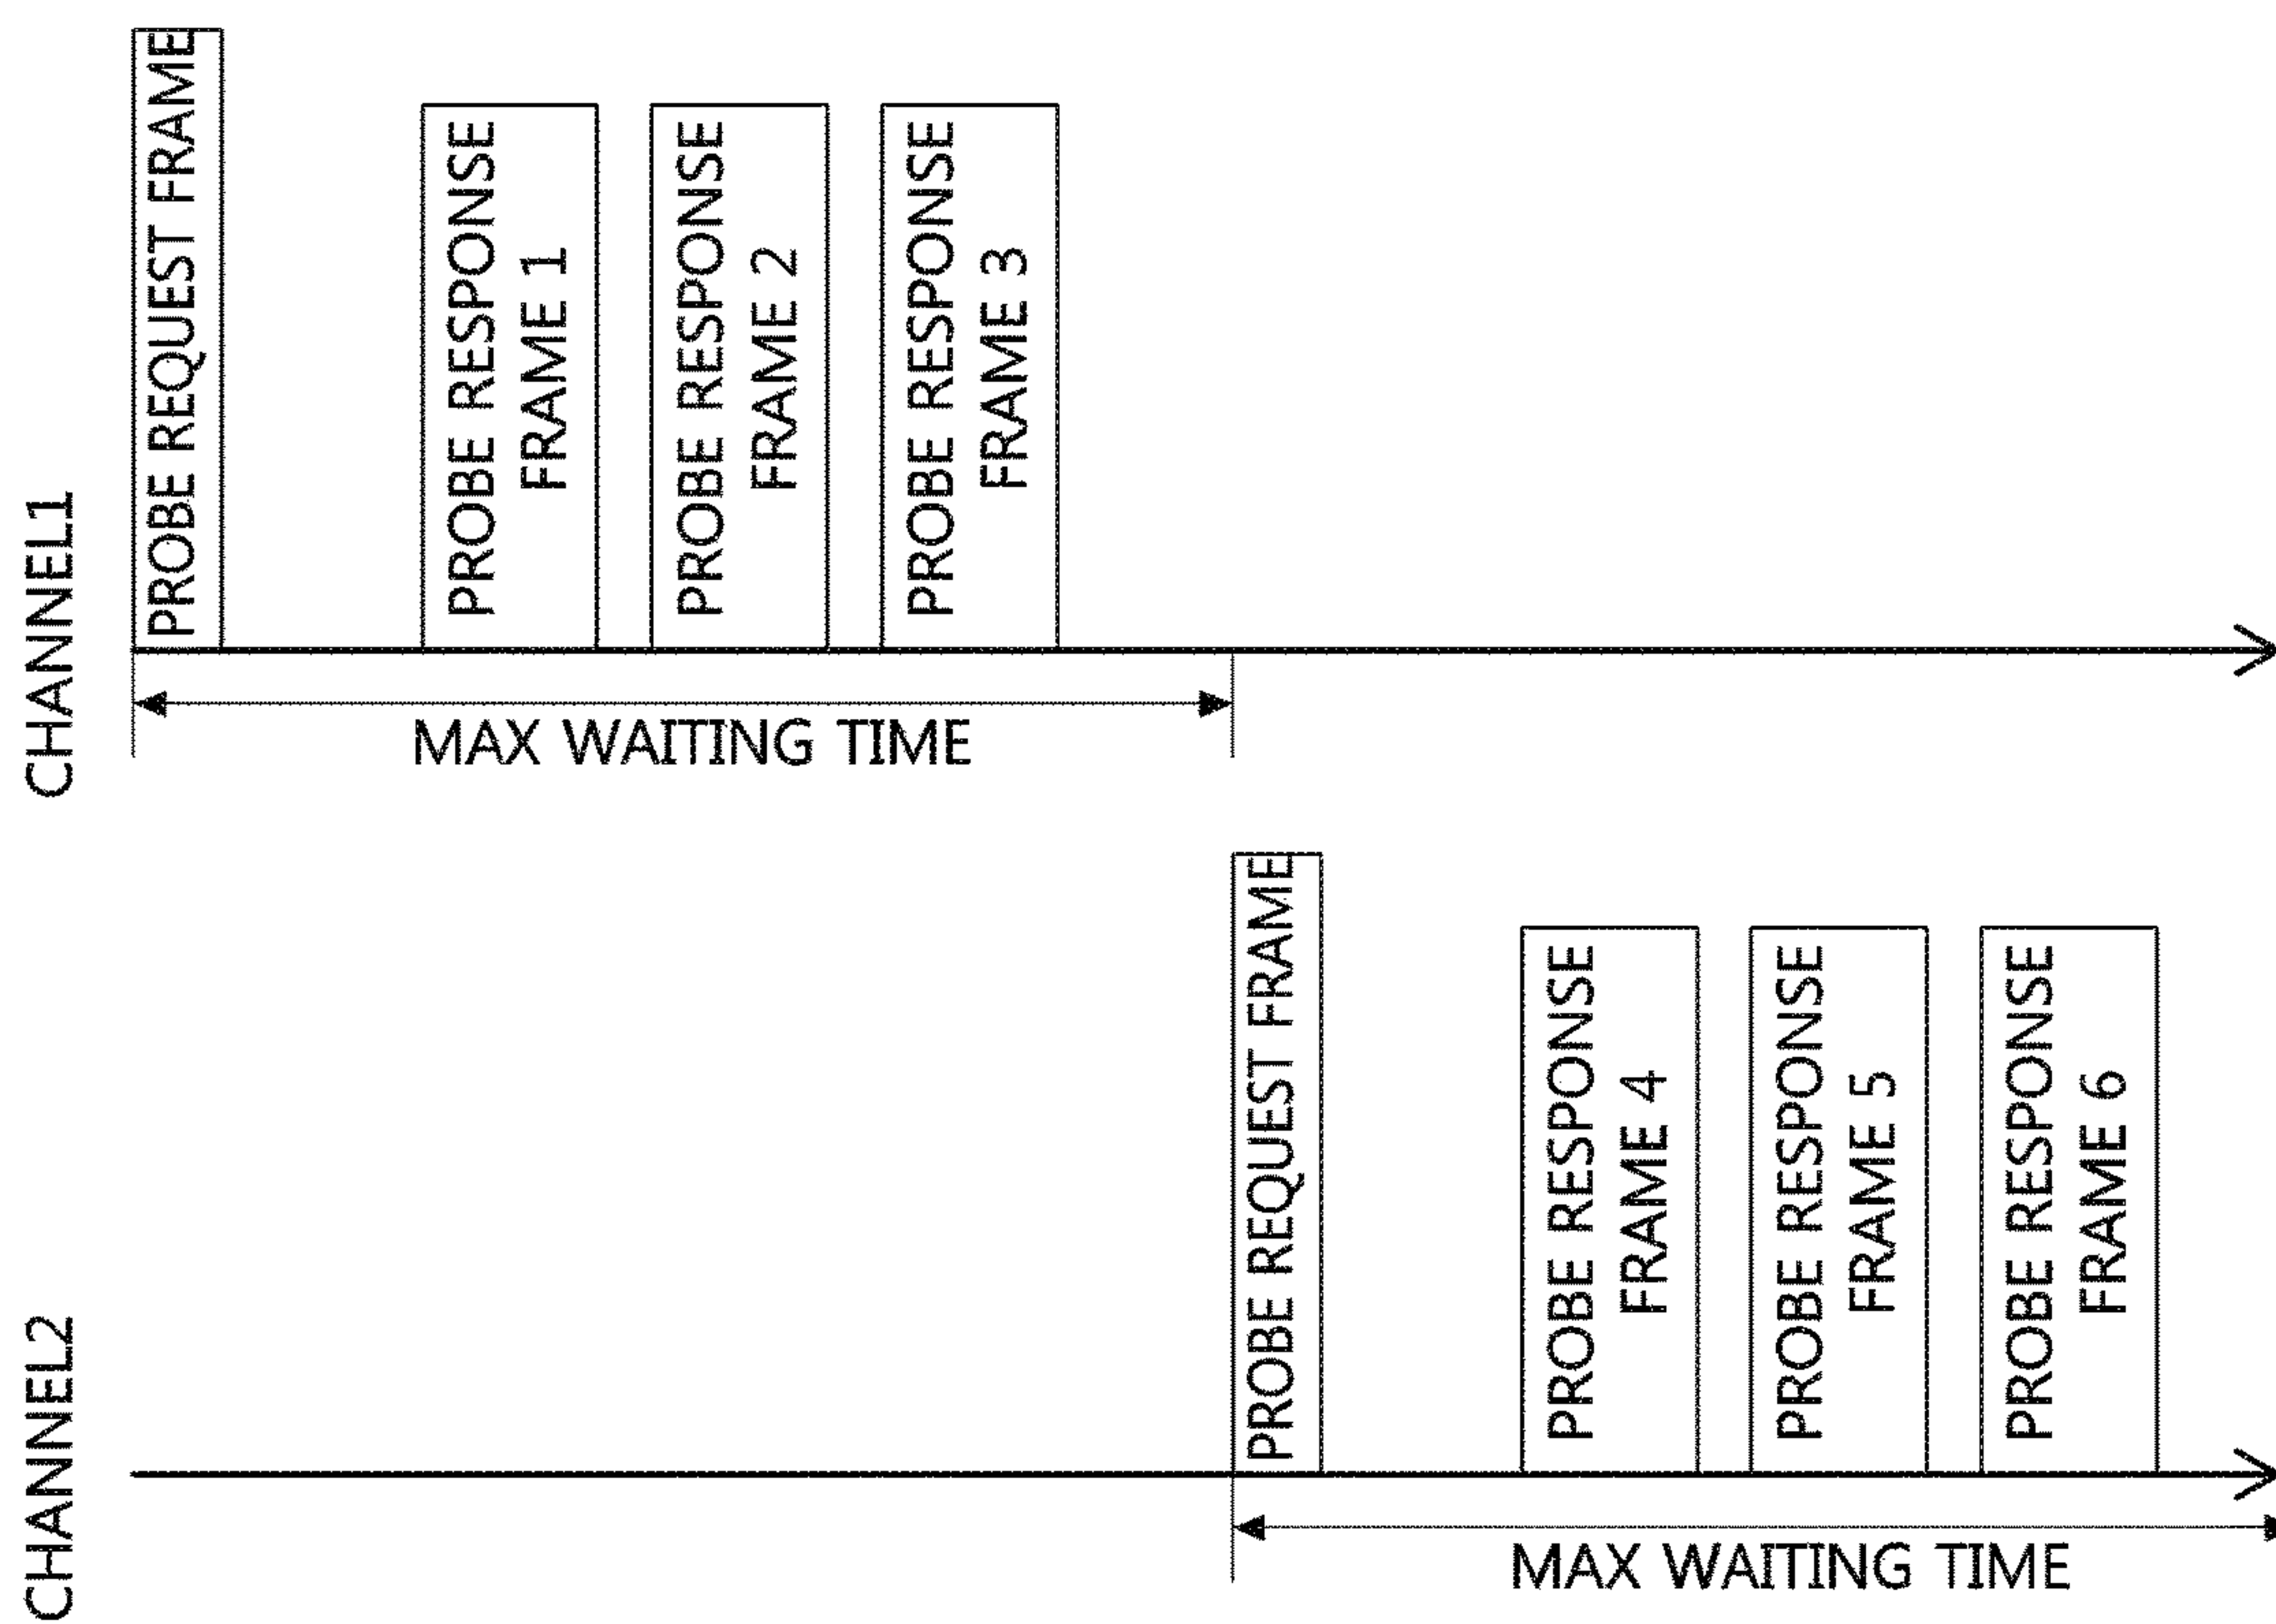 CHANNEL1
PROBE REQUEST FRAME
PROBE RESPONSE
FRAME 1
PROBE RESPONSE
FRAME 2
PROBE RESPONSE
FRAME 3
MAX WAITING TIME
CHANNEL2
PROBE REQUEST FRAME
PROBE RESPONSE
FRAME 4
PROBE RESPONSE
FRAME 5
PROBE RESPONSE
FRAME 6
MAX WAITING TIME